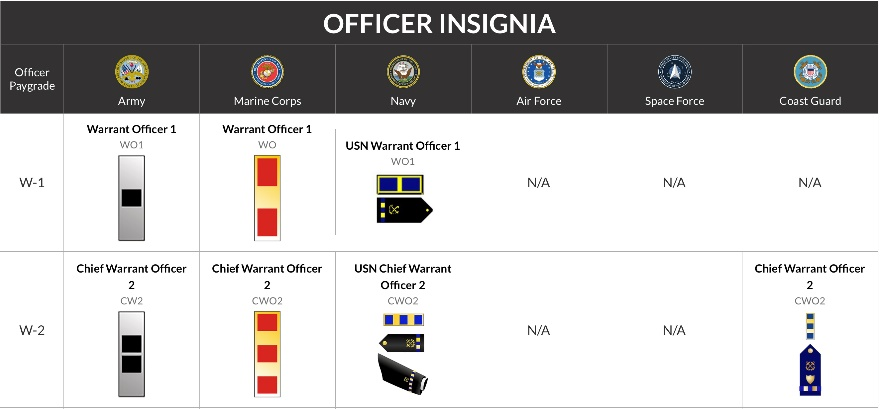 OFFICER INSIGNIA
Officer
Paygrade
Army
Marine Corps
Navy
Air Force
Space Force
Coast Guard
W-1
Warrant Officer 1
WO1
Warrant Officer 1
WO
USN Warrant Officer 1
WO1
N/A
N/A
N/A
W-2
Chief Warrant Officer
2
CW2
Chief Warrant Officer
2
CWO2
USN Chief Warrant
Officer 2
CWO2
N/A
N/A
Chief Warrant Officer
2
CWO2